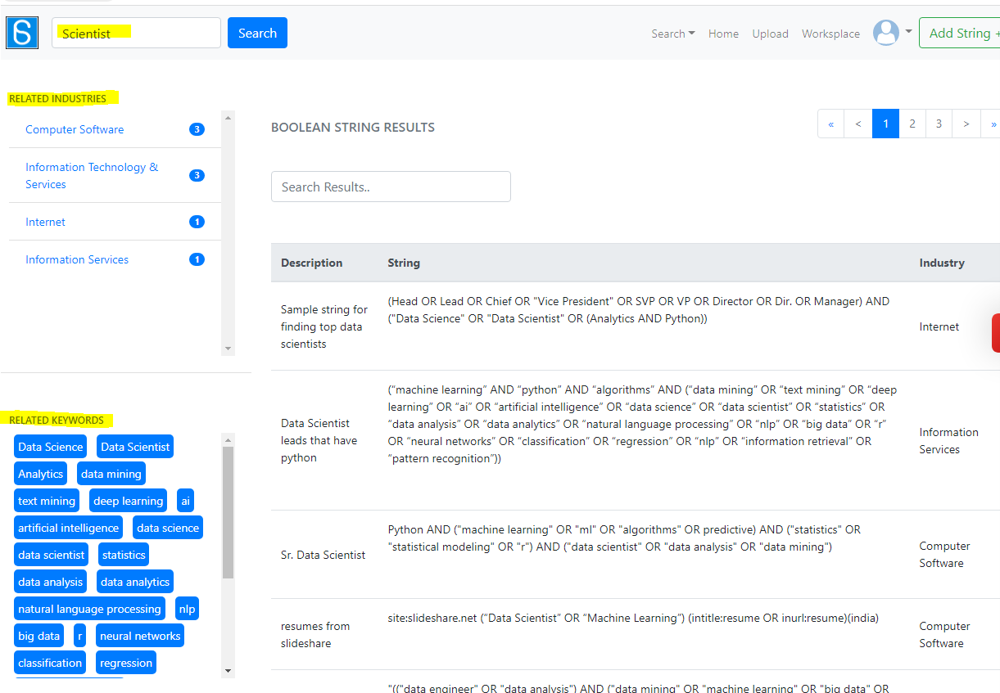 Scientist
Search
Search
Home
Upload
Worksplace
Add String +
RELATED INDUSTRIES
Computer Software
3
Information Technology &
Services
3
Internet
1
Information Services
1
RELATED KEYWORDS
Data Science Data Scientist
Analytics data mining
text mining deep learning ai
artificial intelligence data science
data scientist statistics
data analysis data analytics
natural language processing nlp
big data r neural networks
classification regression
BOOLEAN STRING RESULTS
« < 1 2 3 > »
Search Results..
Description String Industry
Sample string for
finding top data
scientists
(Head OR Lead OR Chief OR "Vice President" OR SVP OR VP OR Director OR Dir. OR Manager) AND
("Data Science" OR "Data Scientist" OR (Analytics AND Python))
Internet
Data Scientist
leads that have
python
(“machine learning” AND “python” AND “algorithms” AND (“data mining” OR “text mining” OR “deep
learning” OR “ai” OR “artificial intelligence” OR “data science” OR “data scientist” OR “statistics” OR
“data analysis” OR “data analytics” OR “natural language processing” OR “nlp” OR “big data” OR “r”
OR “neural networks” OR “classification” OR “regression” OR “nlp” OR “information retrieval” OR
“pattern recognition”))
Information
Services
Sr. Data Scientist
Python AND ("machine learning" OR "ml" OR "algorithms" OR predictive) AND ("statistics" OR
"statistical modeling" OR "r") AND ("data scientist" OR "data analysis" OR "data mining")
Computer
Software
resumes from
slideshare
site:slideshare.net (“Data Scientist” OR “Machine Learning”) (intitle:resume OR inurl:resume)(india)
Computer
Software
"(("data engineer" OR "data analysis") AND ("data mining" OR "machine learning" OR "big data" OR